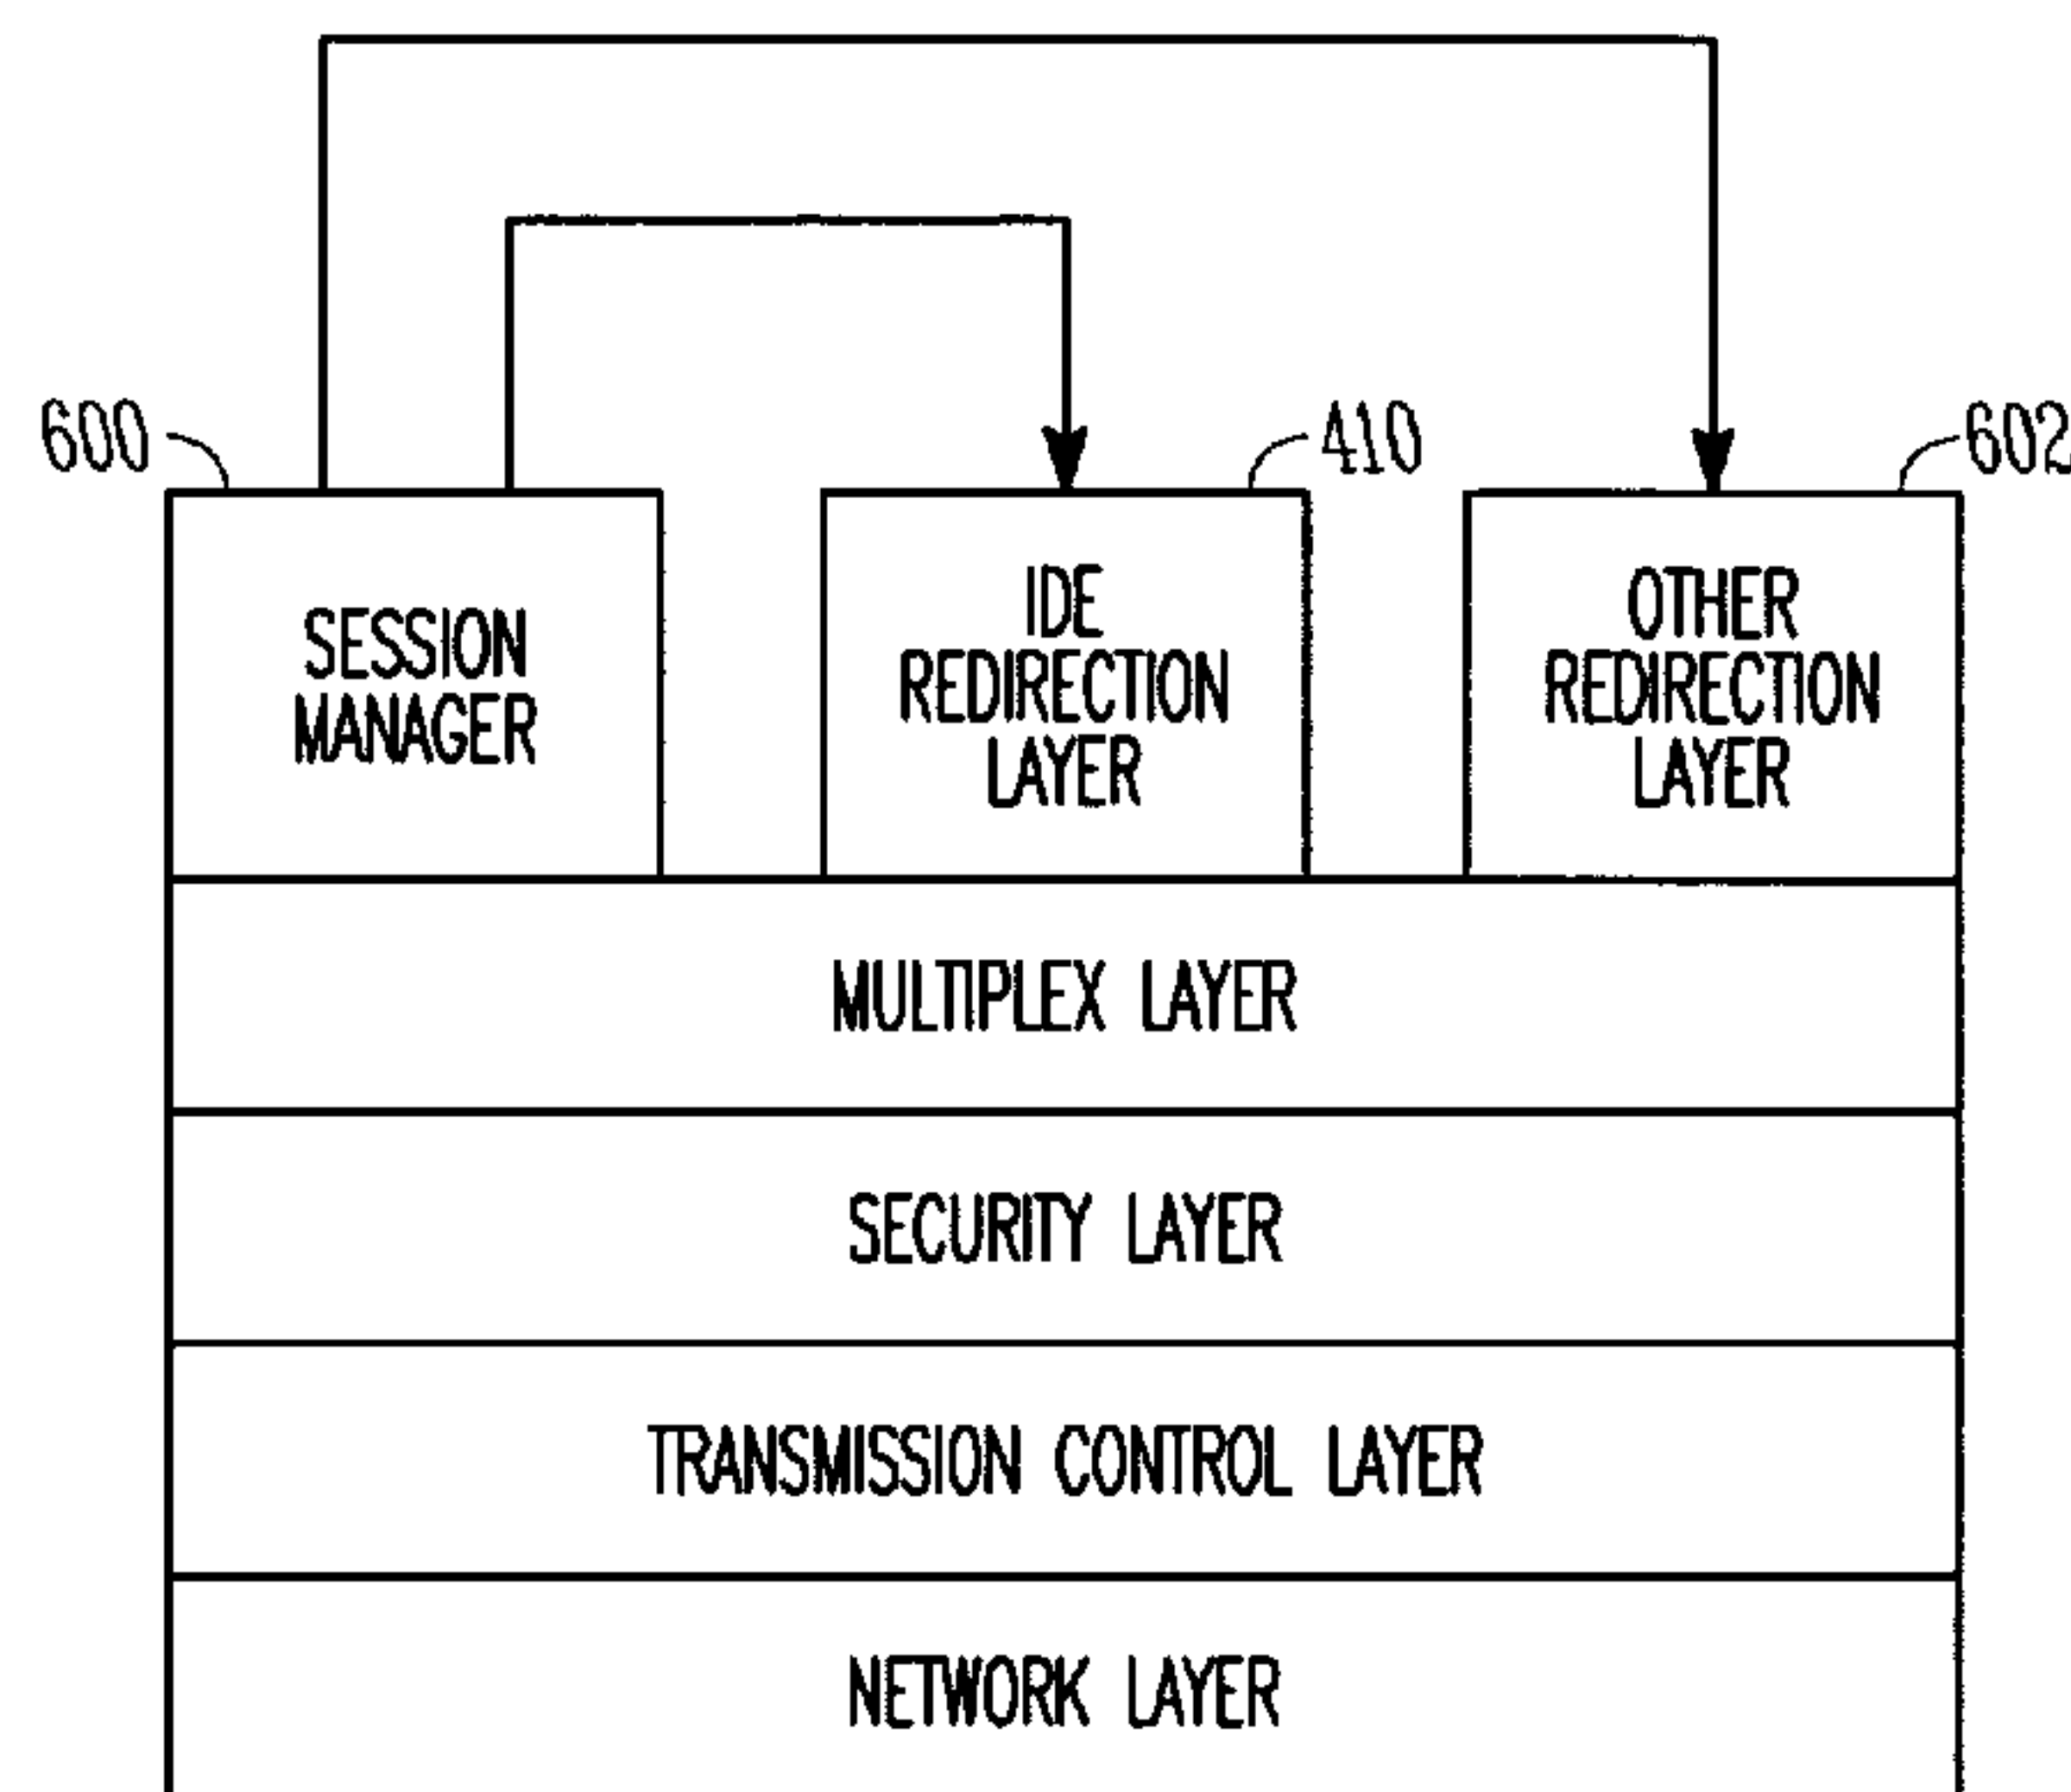 600
410
602
SESSION
MANAGER
IDE
REDIRECTION
LAYER
OTHER
REDIRECTION
LAYER
MULTIPLEX LAYER
SECURITY LAYER
TRANSMISSION CONTROL LAYER
NETWORK LAYER